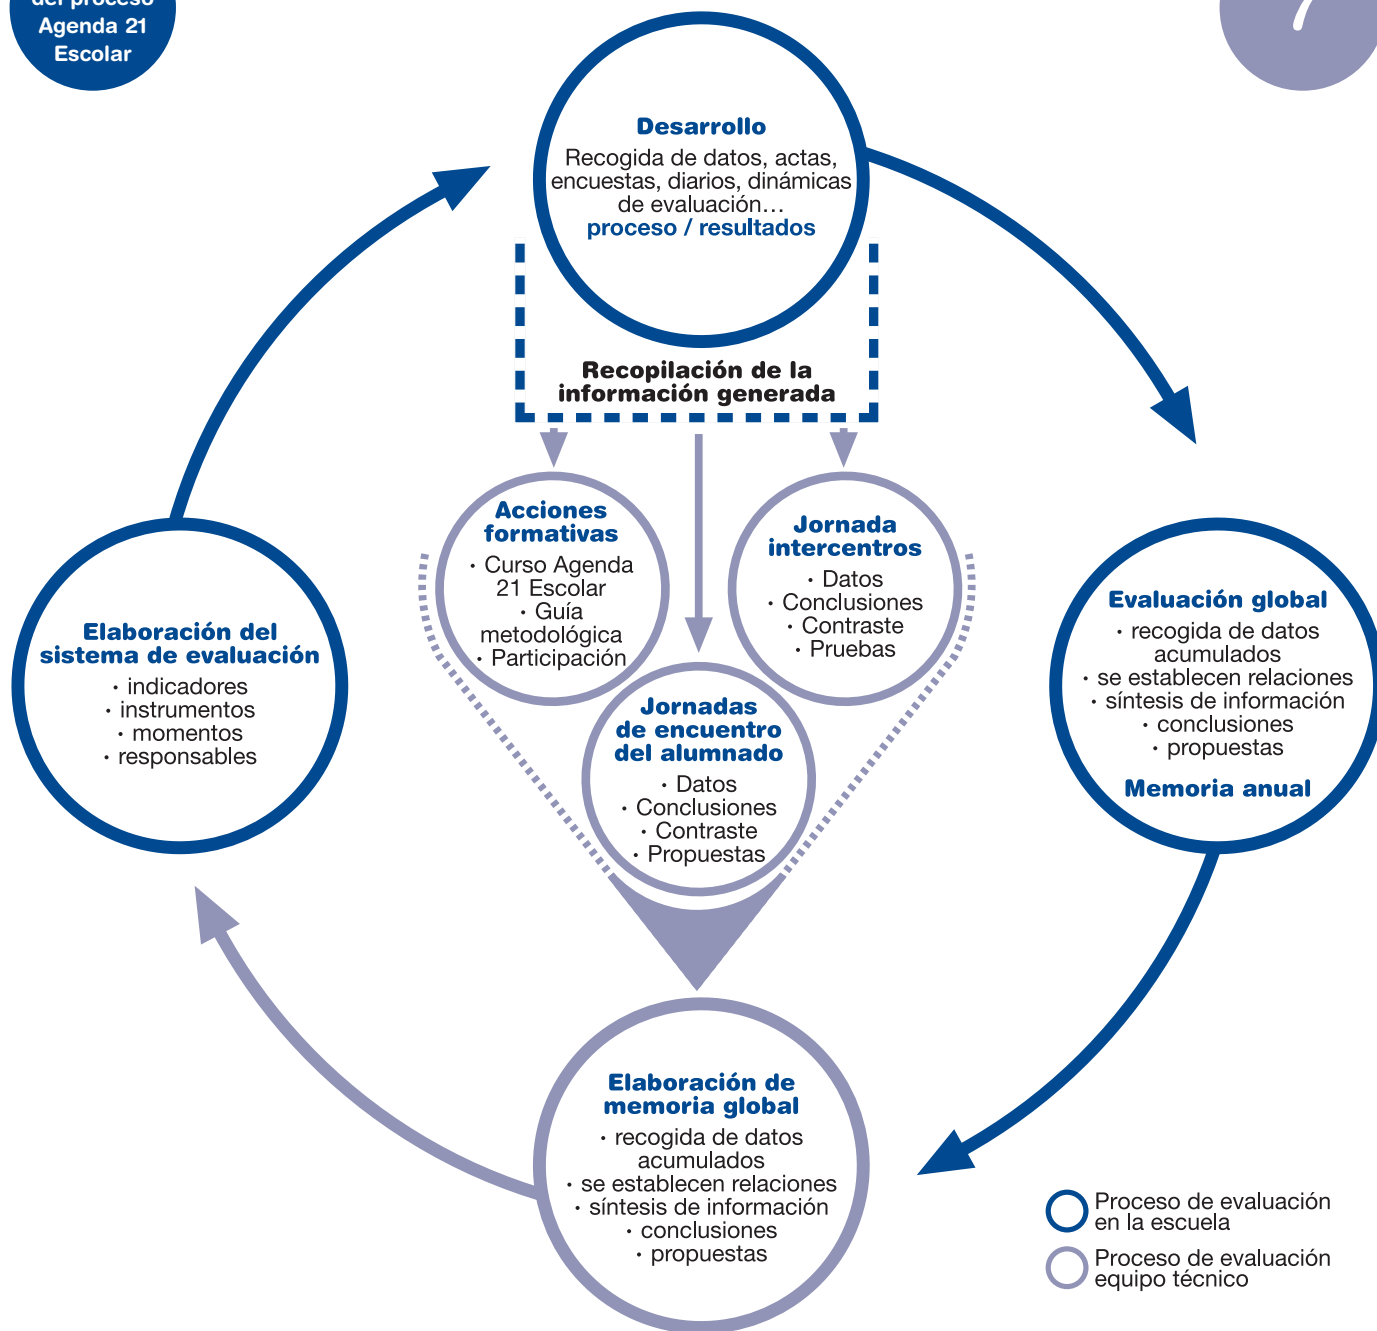 del proceso
Agenda 21
Escolar
7
Desarrollo
Recogida de datos, actas,
encuestas, diarios, dinámicas
de evaluación…
proceso / resultados
Recopilación de la
información generada
Acciones
formativas
· Curso Agenda
21 Escolar
· Guía
metodológica
· Participación
Jornada
intercentros
· Datos
· Conclusiones
· Contraste
· Pruebas
Jornadas
de encuentro
del alumnado
· Datos
· Conclusiones
· Contraste
· Propuestas
Elaboración del
sistema de evaluación
· indicadores
· instrumentos
· momentos
· responsables
Evaluación global
· recogida de datos
acumulados
· se establecen relaciones
· síntesis de información
· conclusiones
· propuestas
Memoria anual
Elaboración de
memoria global
· recogida de datos
acumulados
· se establecen relaciones
· síntesis de información
· conclusiones
· propuestas
Proceso de evaluación
en la escuela
Proceso de evaluación
equipo técnico